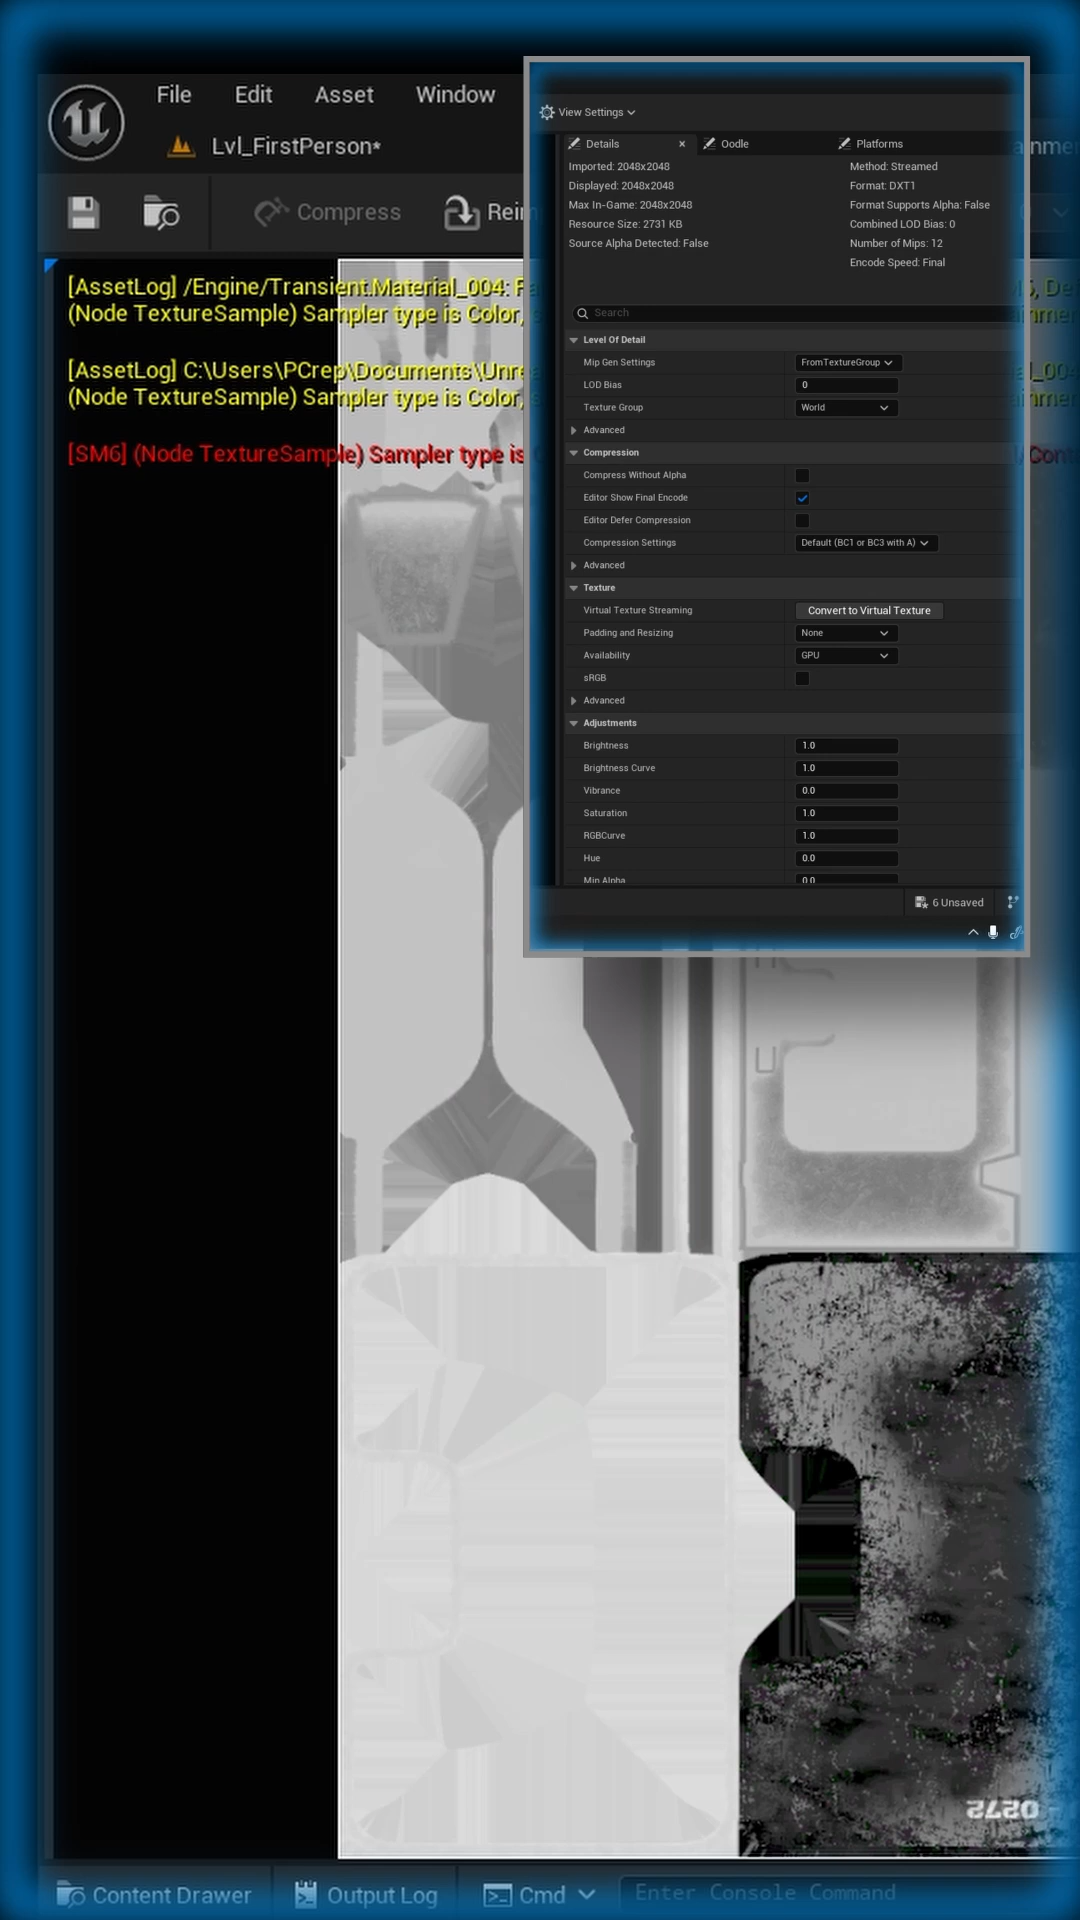 File Edit Asset Window
Lvl_FirstPerson*
Compress
[AssetLog] /Engine/Transient.Material_004:
(Node TextureSample) Sampler type is Color,
[AssetLog] C:\Users\PCrep\Documents\Unre
(Node TextureSample) Sampler type is Color,
[SM6] (Node TextureSample) Sampler type is
View Settings
Details Oodle Platforms
Imported: 2048x2048 Method: Streamed
Displayed: 2048x2048 Format: DXT1
Max In-Game: 2048x2048 Format Supports Alpha: False
Resource Size: 2731 KB Combined LOD Bias: 0
Source Alpha Detected: False Number of Mips: 12
Encode Speed: Final
Search
Level Of Detail
Mip Gen Settings FromTextureGroup
LOD Bias 0
Texture Group World
Advanced
Compression
Compress Without Alpha
Editor Show Final Encode
Editor Defer Compression
Compression Settings Default (BC1 or BC3 with A)
Advanced
Texture
Virtual Texture Streaming Convert to Virtual Texture
Padding and Resizing None
Availability GPU
sRGB
Advanced
Adjustments
Brightness 1.0
Brightness Curve 1.0
Vibrance 0.0
Saturation 1.0
RGBCurve 1.0
Hue 0.0
Min Alpha 0.0
6 Unsaved
Content Drawer Output Log Cmd Enter Console Command